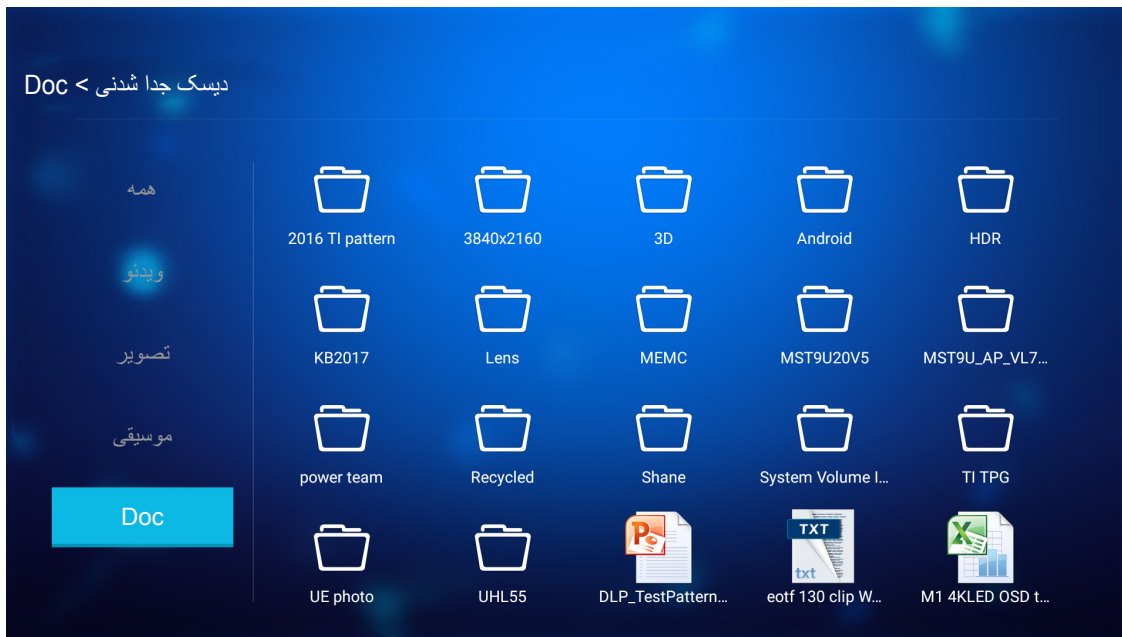 دیسک جدا شدنی > Doc
همه
ویدئو
تصویر
موسیقی
Doc
2016 TI pattern
3840x2160
3D
Android
HDR
KB2017
Lens
MEMC
MST9U20V5
MST9U_AP_VL7...
power team
Recycled
Shane
System Volume I...
TI TPG
UE photo
UHL55
P
DLP_TestPattern...
TXT
txt
eotf 130 clip W...
X
M1 4KLED OSD t...